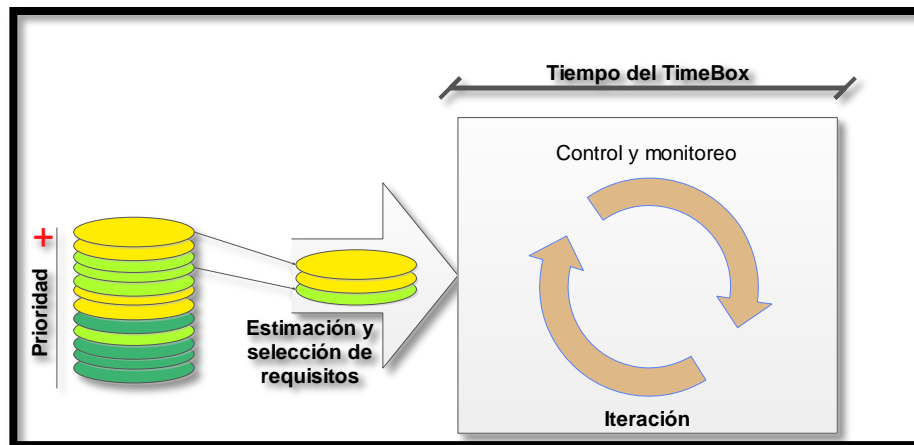 Tiempo del TimeBox
Control y monitoreo
+
Prioridad
Estimación y
selección de
requisitos
Iteración